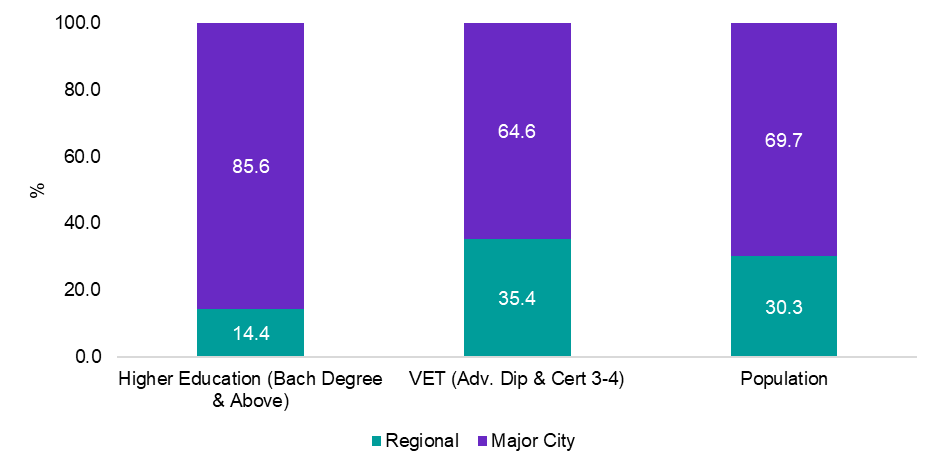 100.0
80.0
60.0
40.0
20.0
0.0
%
85.6
14.4
64.6
35.4
69.7
30.3
Higher Education (Bach Degree
& Above)
VET (Adv. Dip & Cert 3-4)
Population
Regional
Major City